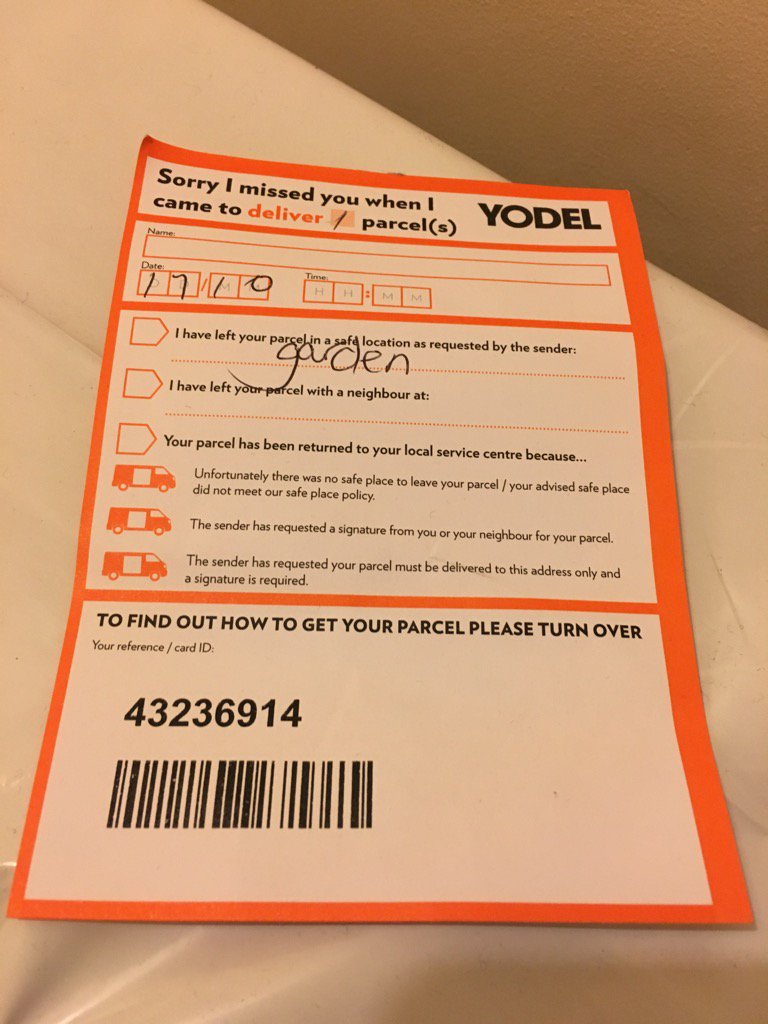 Sorry I missed you when I
came to deliver 1 parcel(s)
YODEL
Name:
Date:
Time:
17/10
H H : M M
I have left your parcel in a safe location as requested by the sender:
garden
I have left your parcel with a neighbour at:
Your parcel has been returned to your local service centre because...
Unfortunately there was no safe place to leave your parcel / your advised safe place
did not meet our safe place policy.
The sender has requested a signature from you or your neighbour for your parcel.
The sender has requested your parcel must be delivered to this address only and
a signature is required.
TO FIND OUT HOW TO GET YOUR PARCEL PLEASE TURN OVER
Your reference / card ID:
43236914